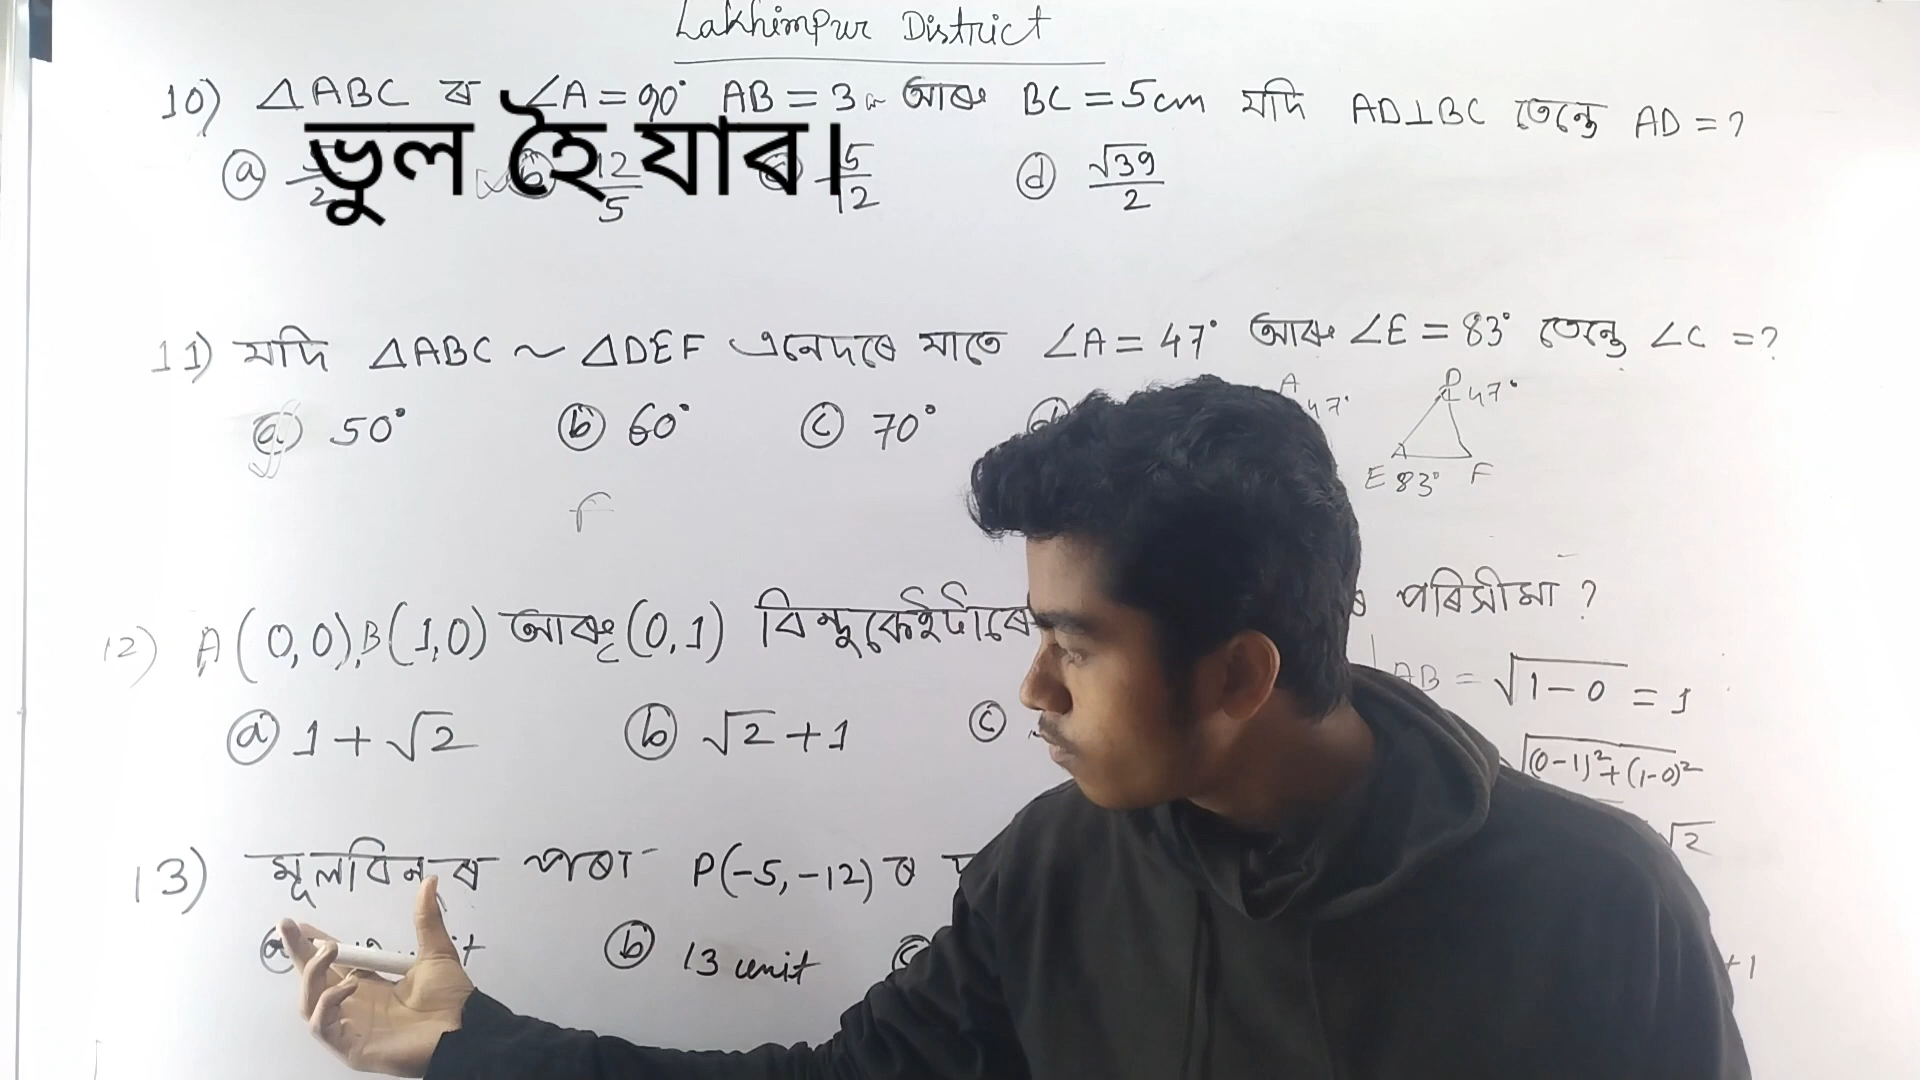 Lakhimpur District
10) △ABC ৰ ∠A = 90° AB = 3 আৰু BC = 5cm যদি AD⊥BC তেন্তে AD = ?
ভুল হৈ যাব।
ⓐ ⓑ 12/5 ⓒ 5/12 ⓓ √39/2
11) যদি △ABC ~ △DEF এনেদৰে যাতে ∠A = 47° আৰু ∠E = 83° তেন্তে ∠C = ?
ⓐ 50° ⓑ 60° ⓒ 70° ⓓ
A 47° D 47°
E 83° F
12) A(0,0), B(1,0) আৰু (0,1) বিন্দুকেইটাৰে পৰিসীমা ?
AB = √1-0 = 1
ⓐ 1+√2 ⓑ √2+1 ⓒ
√(0-1)²+(1-0)²
√2
13) মূলবিন্দুৰ পৰা P(-5,-12) ৰ
ⓐ ⓑ 13 unit ⓒ
+1